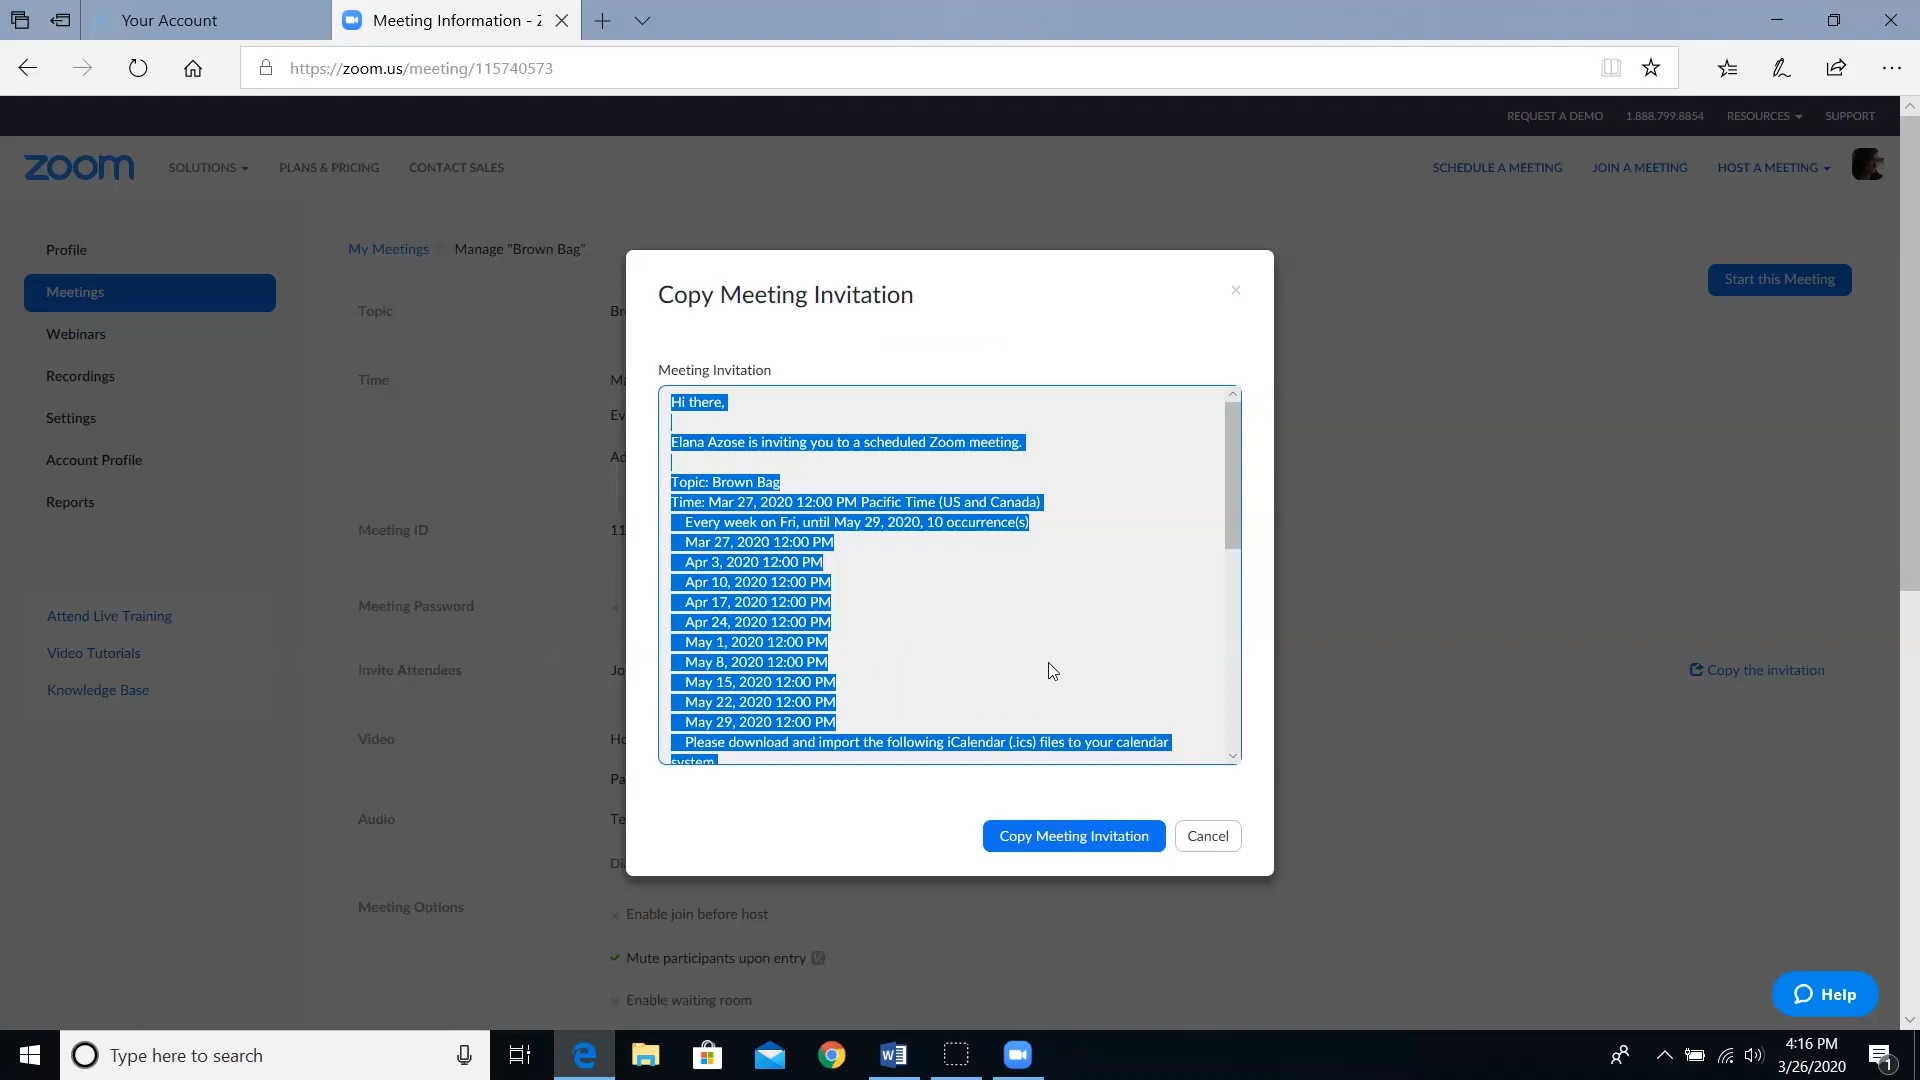 Your Account
Meeting Information - Z
https://zoom.us/meeting/115740573
REQUEST A DEMO 1.888.799.8854 RESOURCES SUPPORT
zoom SOLUTIONS PLANS & PRICING CONTACT SALES SCHEDULE A MEETING JOIN A MEETING HOST A MEETING
Profile
Meetings
Webinars
Recordings
Settings
Account Profile
Reports
Attend Live Training
Video Tutorials
Knowledge Base
My Meetings Manage "Brown Bag"
Start this Meeting
Topic
Time
Meeting ID 11
Meeting Password
Invite Attendees
Copy the invitation
Video
Audio
Meeting Options
Enable join before host
Mute participants upon entry
Enable waiting room
Copy Meeting Invitation
Meeting Invitation
Hi there,
Elana Azose is inviting you to a scheduled Zoom meeting.
Topic: Brown Bag
Time: Mar 27, 2020 12:00 PM Pacific Time (US and Canada)
Every week on Fri, until May 29, 2020, 10 occurrence(s)
Mar 27, 2020 12:00 PM
Apr 3, 2020 12:00 PM
Apr 10, 2020 12:00 PM
Apr 17, 2020 12:00 PM
Apr 24, 2020 12:00 PM
May 1, 2020 12:00 PM
May 8, 2020 12:00 PM
May 15, 2020 12:00 PM
May 22, 2020 12:00 PM
May 29, 2020 12:00 PM
Please download and import the following iCalendar (.ics) files to your calendar
system.
Copy Meeting Invitation Cancel
Help
Type here to search
4:16 PM
3/26/2020
1